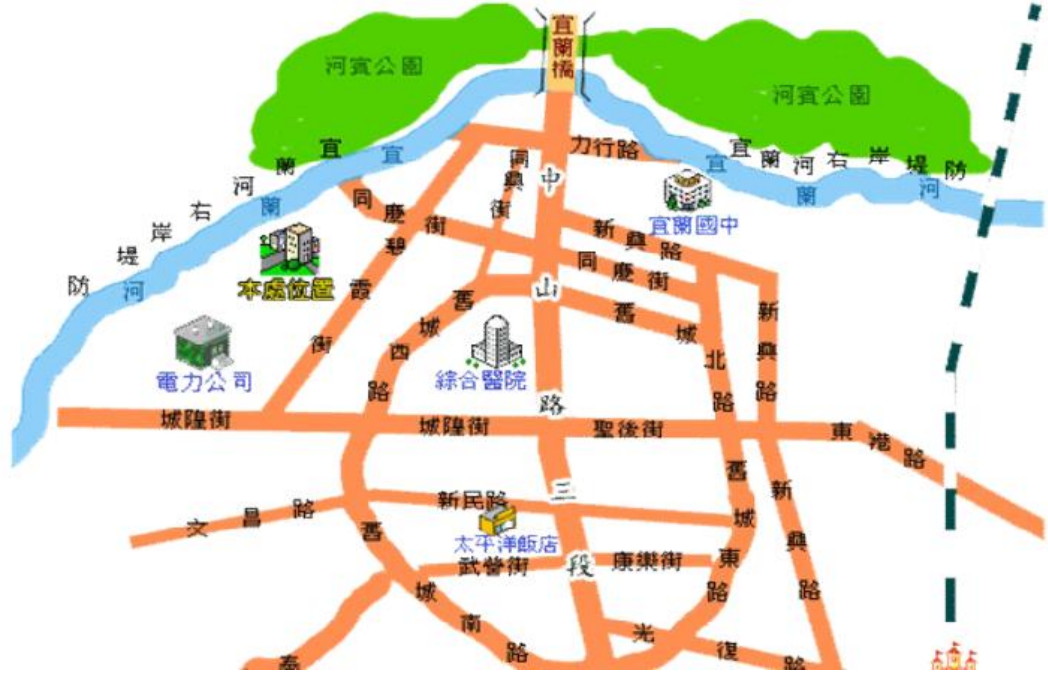 宜蘭橋
河賓公園
河賓公園
力行路
宜蘭河右岸堤防
宜蘭河
宜蘭河右岸堤防
宜蘭河
同興街
中山路三段
同慶街
碧霞街
宜蘭國中
新興路
同慶街
本處位置
舊城西路
舊城北路
新興路
電力公司
綜合醫院
城隍街
城隍街
聖後街
東港路
文昌路
新民路
太平洋飯店
武營街
康樂街
舊城東路
新興路
舊城南路
光復路
泰